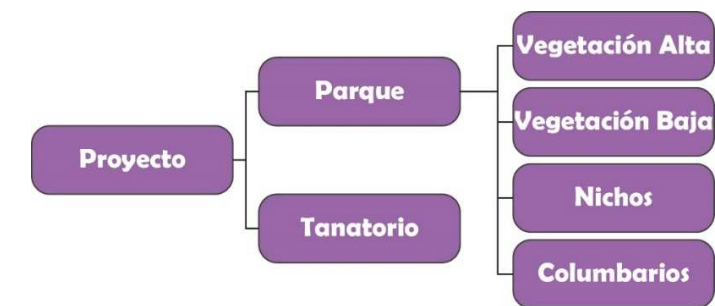 Proyecto
Parque
Tanatorio
Vegetación Alta
Vegetación Baja
Nichos
Columbarios